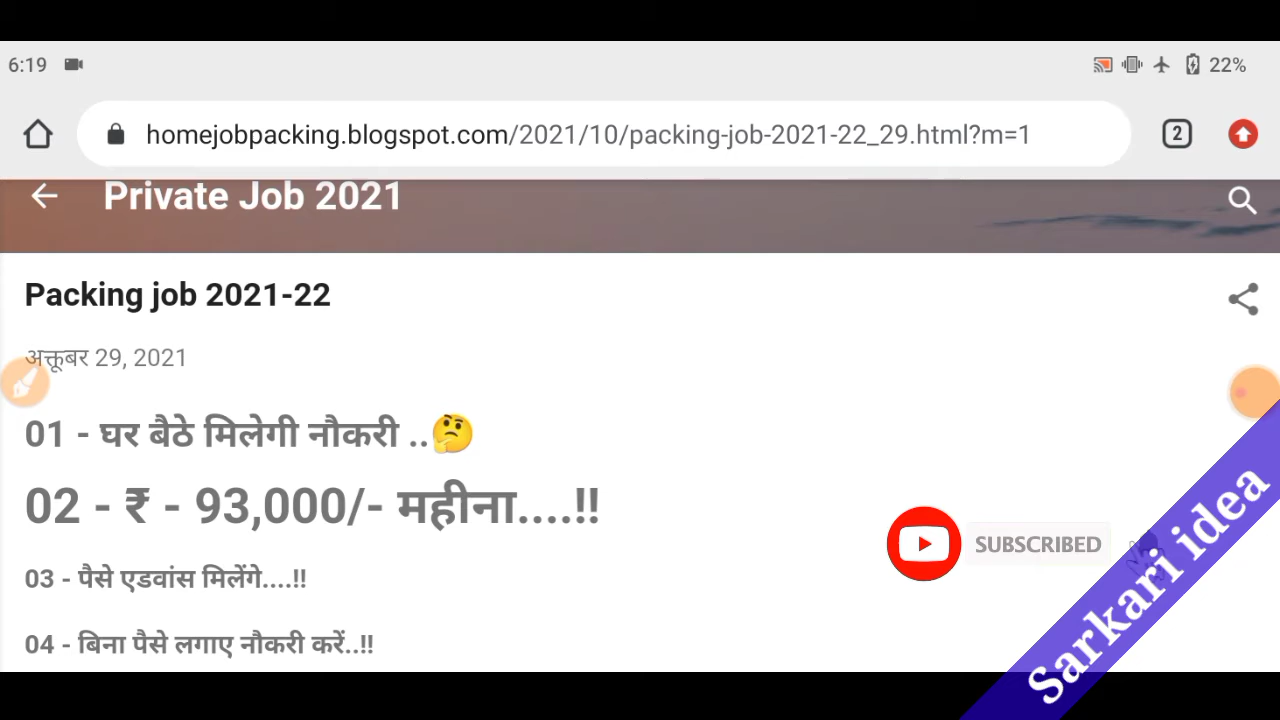 6:19
22%
homejobpacking.blogspot.com/2021/10/packing-job-2021-22_29.html?m=1
2
Private Job 2021
Packing job 2021-22
अक्तूबर 29, 2021
01 - घर बैठे मिलेगी नौकरी ..🤔
02 - ₹ - 93,000/- महीना....!!
03 - पैसे एडवांस मिलेंगे....!!
04 - बिना पैसे लगाए नौकरी करें..!!
SUBSCRIBED
Sarkari idea